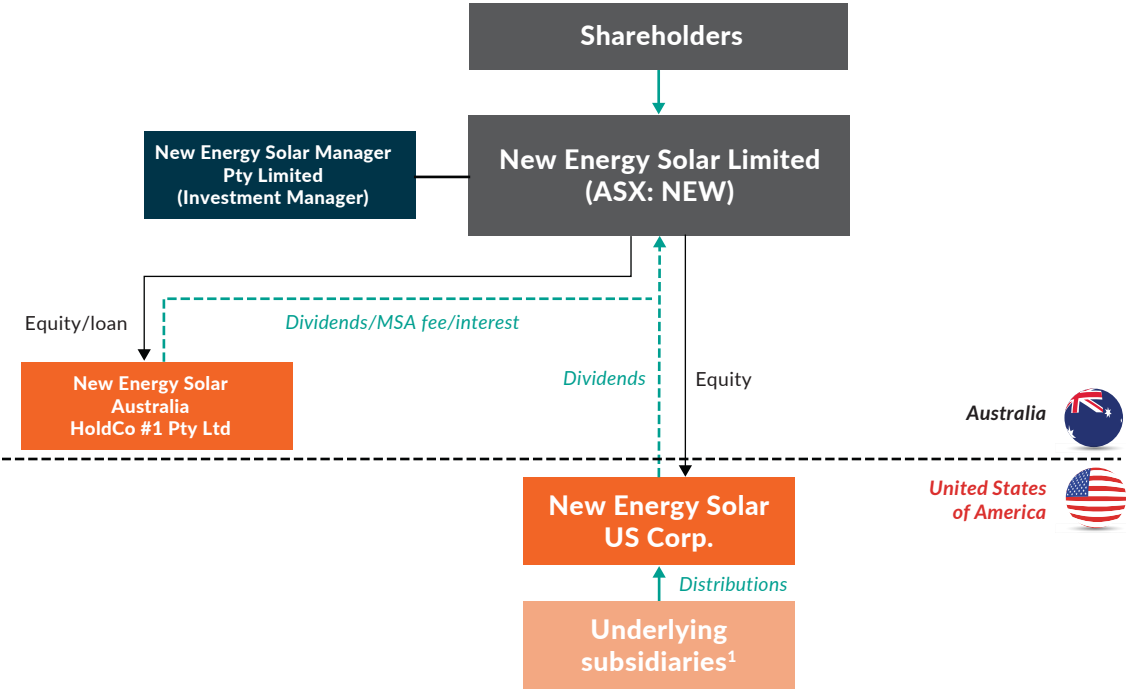 Shareholders
New Energy Solar Manager
Pty Limited
(Investment Manager)
New Energy Solar Limited
(ASX: NEW)
Equity/loan
Dividends/MSA fee/interest
New Energy Solar
Australia
HoldCo #1 Pty Ltd
Dividends
Equity
Australia
United States
of America
New Energy Solar
US Corp.
Distributions
Underlying
subsidiaries¹